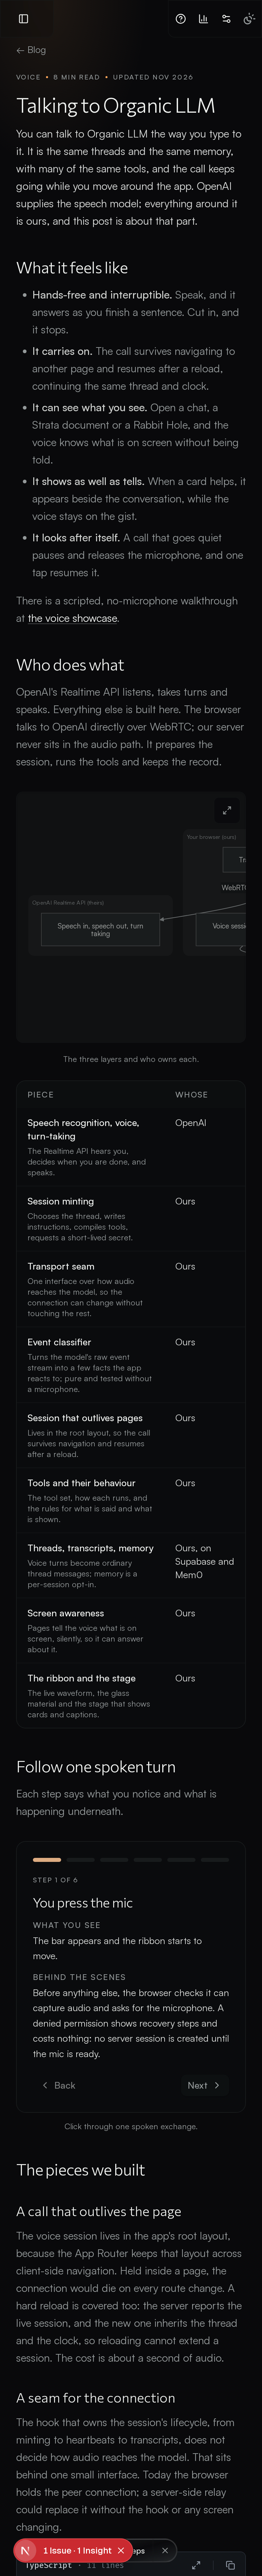 ← Blog
VOICE • 8 MIN READ • UPDATED NOV 2026
Talking to Organic LLM
You can talk to Organic LLM the way you type to
it. It is the same threads and the same memory,
with many of the same tools, and the call keeps
going while you move around the app. OpenAI
supplies the speech model; everything around it
is ours, and this post is about that part.
What it feels like
• Hands-free and interruptible. Speak, and it
answers as you finish a sentence. Cut in, and
it stops.
• It carries on. The call survives navigating to
another page and resumes after a reload,
continuing the same thread and clock.
• It can see what you see. Open a chat, a
Strata document or a Rabbit Hole, and the
voice knows what is on screen without being
told.
• It shows as well as tells. When a card helps, it
appears beside the conversation, while the
voice stays on the gist.
• It looks after itself. A call that goes quiet
pauses and releases the microphone, and one
tap resumes it.
There is a scripted, no-microphone walkthrough
at the voice showcase.
Who does what
OpenAI's Realtime API listens, takes turns and
speaks. Everything else is built here. The browser
talks to OpenAI directly over WebRTC; our server
never sits in the audio path. It prepares the
session, runs the tools and keeps the record.
Your browser (ours)
Tr
WebRT
OpenAI Realtime API (theirs)
Speech in, speech out, turn
taking
Voice sessi
The three layers and who owns each.
PIECE WHOSE
Speech recognition, voice, OpenAI
turn-taking
The Realtime API hears you,
decides when you are done, and
speaks.
Session minting Ours
Chooses the thread, writes
instructions, compiles tools,
requests a short-lived secret.
Transport seam Ours
One interface over how audio
reaches the model, so the
connection can change without
touching the rest.
Event classifier Ours
Turns the model's raw event
stream into a few facts the app
reacts to; pure and tested without
a microphone.
Session that outlives pages Ours
Lives in the root layout, so the call
survives navigation and resumes
after a reload.
Tools and their behaviour Ours
The tool set, how each runs, and
the rules for what is said and what
is shown.
Threads, transcripts, memory Ours, on
Supabase and
Mem0
Voice turns become ordinary
thread messages; memory is a
per-session opt-in.
Screen awareness Ours
Pages tell the voice what is on
screen, silently, so it can answer
about it.
The ribbon and the stage Ours
The live waveform, the glass
material and the stage that shows
cards and captions.
Follow one spoken turn
Each step says what you notice and what is
happening underneath.
STEP 1 OF 6
You press the mic
WHAT YOU SEE
The bar appears and the ribbon starts to
move.
BEHIND THE SCENES
Before anything else, the browser checks it can
capture audio and asks for the microphone. A
denied permission shows recovery steps and
costs nothing: no server session is created until
the mic is ready.
Back Next
Click through one spoken exchange.
The pieces we built
A call that outlives the page
The voice session lives in the app's root layout,
because the App Router keeps that layout across
client-side navigation. Held inside a page, the
connection would die on every route change. A
hard reload is covered too: the server reports the
live session, and the new one inherits the thread
and the clock, so reloading cannot extend a
session. The cost is about a second of audio.
A seam for the connection
The hook that owns the session's lifecycle, from
minting to heartbeats to transcripts, does not
decide how audio reaches the model. That sits
behind one small interface. Today the browser
holds the peer connection; a server-side relay
could replace it without the hook or any screen
changing.
N 1 Issue · 1 Insight eps
TypeScript · 11 lines